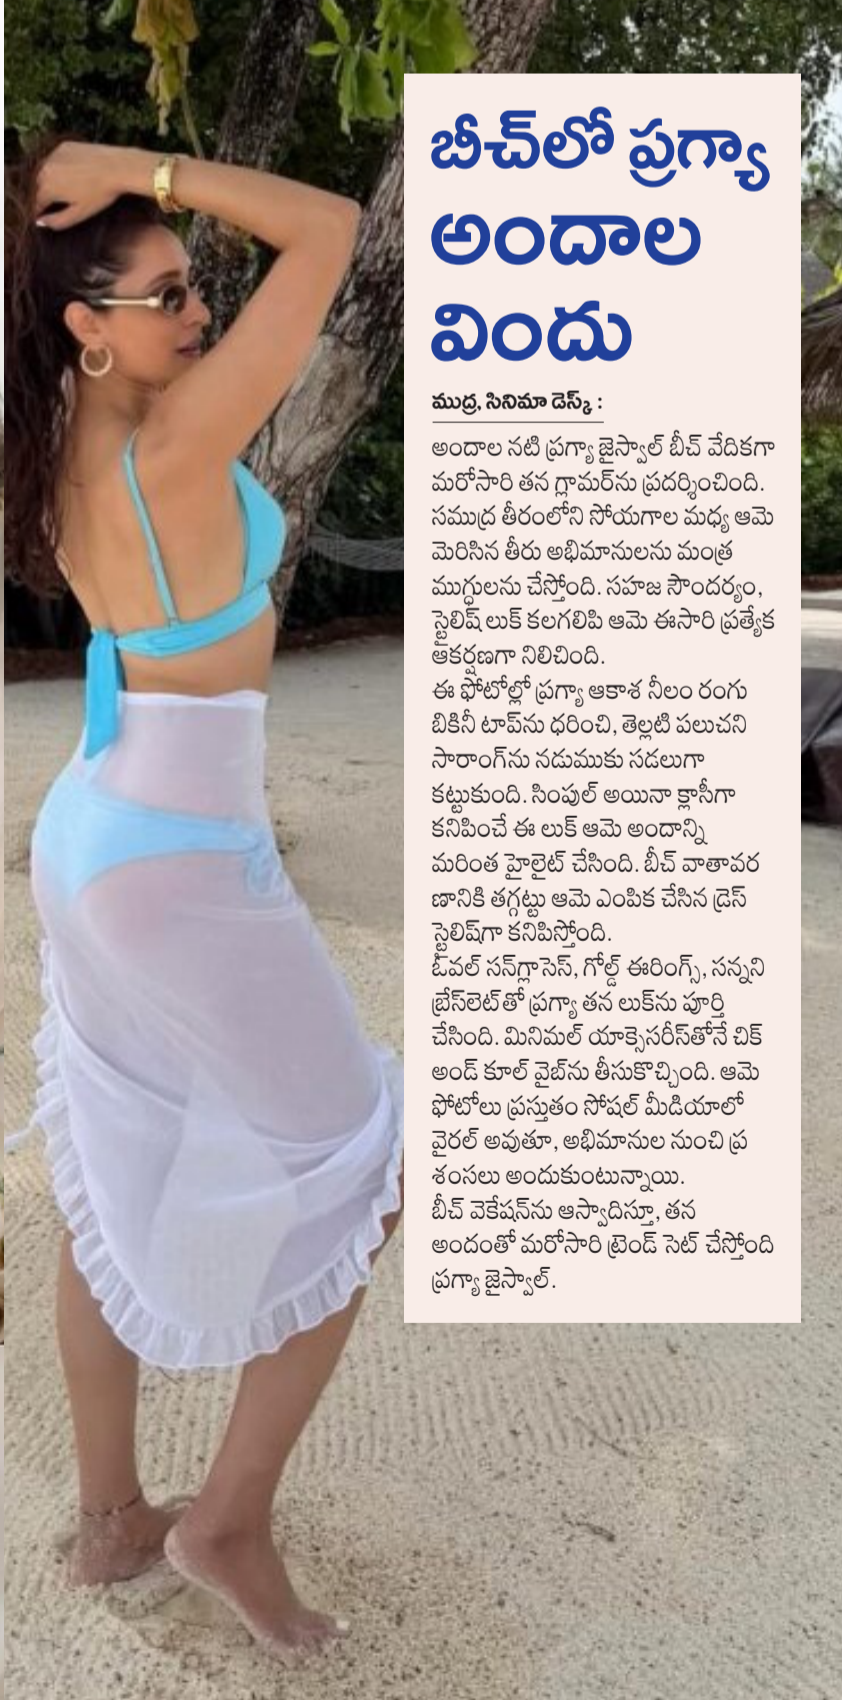 బీచ్‌లో ప్రగ్యా
అందాల
విందు
ముద్ర, సినిమా డెస్క్ :
అందాల నటి ప్రగ్యా జైస్వాల్ బీచ్ వేదికగా
మరోసారి తన గ్లామర్‌ను ప్రదర్శించింది.
సముద్ర తీరంలోని సోయగాల మధ్య ఆమె
మెరిసిన తీరు అభిమానులను మంత్ర
ముగ్ధులను చేస్తోంది. సహజ సౌందర్యం,
స్టైలిష్ లుక్ కలగలిపి ఆమె ఈసారి ప్రత్యేక
ఆకర్షణగా నిలిచింది.
ఈ ఫోటోల్లో ప్రగ్యా ఆకాశ నీలం రంగు
బికినీ టాప్‌ను ధరించి, తెల్లటి పలుచని
సారాంగ్‌ను నడుముకు సడలుగా
కట్టుకుంది. సింపుల్ అయినా క్లాసీగా
కనిపించే ఈ లుక్ ఆమె అందాన్ని
మరింత హైలైట్ చేసింది. బీచ్ వాతావర
ణానికి తగ్గట్టు ఆమె ఎంపిక చేసిన డ్రెస్
స్టైలిష్‌గా కనిపిస్తోంది.
ఓవల్ సన్‌గ్లాసెస్, గోల్డ్ ఈరింగ్స్, సన్నని
బ్రేస్‌లెట్‌తో ప్రగ్యా తన లుక్‌ను పూర్తి
చేసింది. మినిమల్ యాక్సెసరీస్‌తోనే చిక్
అండ్ కూల్ వైబ్‌ను తీసుకొచ్చింది. ఆమె
ఫోటోలు ప్రస్తుతం సోషల్ మీడియాలో
వైరల్ అవుతూ, అభిమానుల నుంచి ప్ర
శంసలు అందుకుంటున్నాయి.
బీచ్ వెకేషన్‌ను ఆస్వాదిస్తూ, తన
అందంతో మరోసారి ట్రెండ్ సెట్ చేస్తోంది
ప్రగ్యా జైస్వాల్.